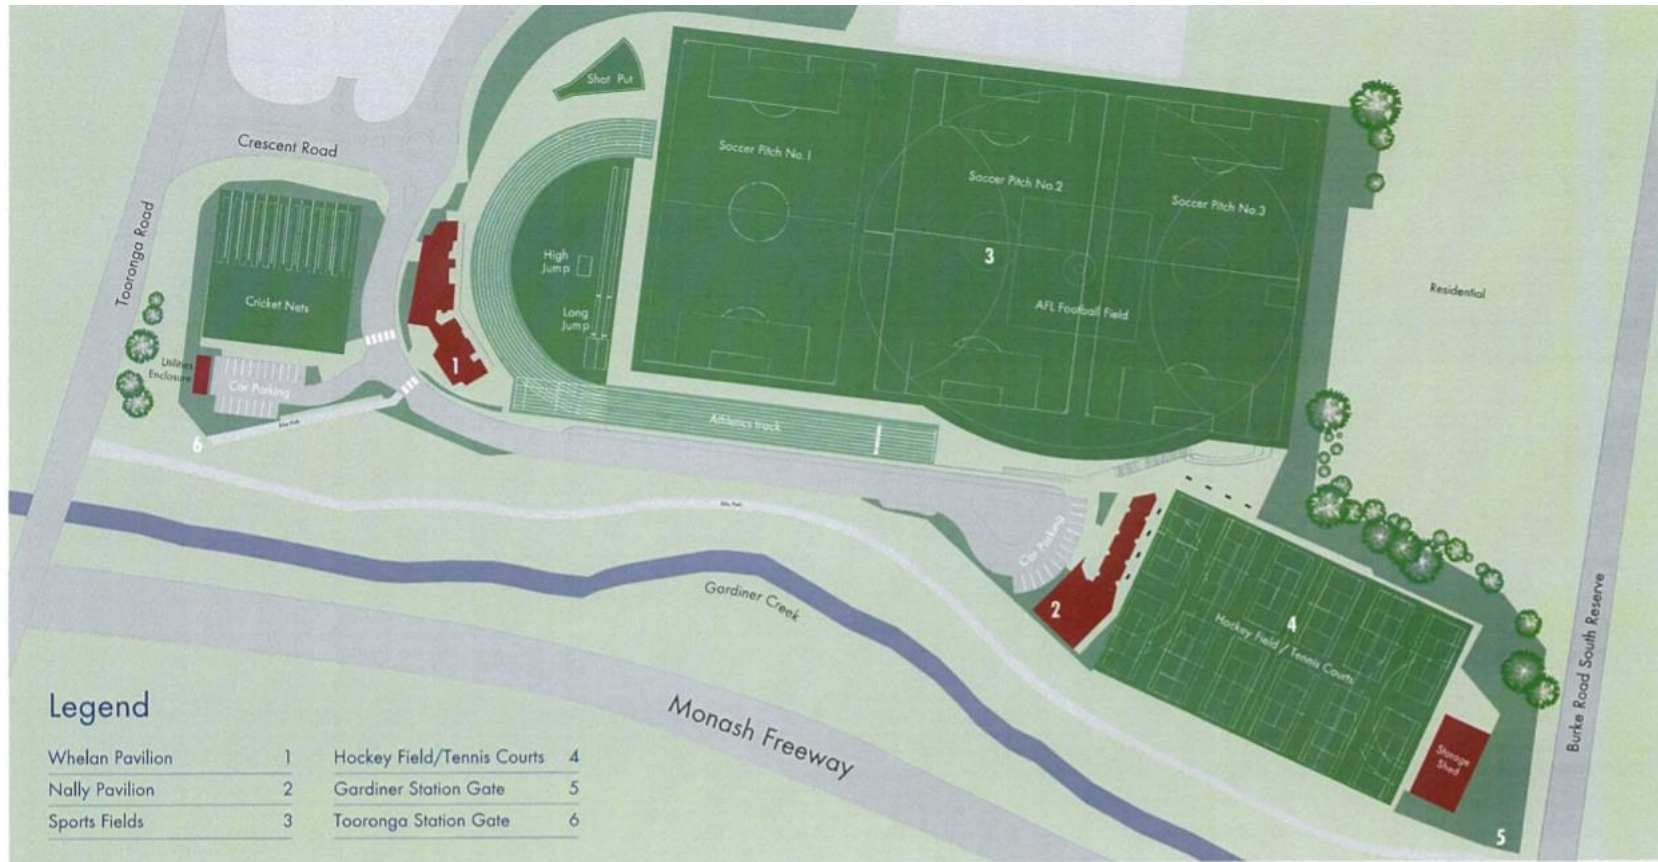 Shot Put
Crescent Road
Soccer Pitch No.1
Soccer Pitch No.2
Soccer Pitch No.3
Tooronga Road
High
Jump
3
Residential
Cricket Nets
Long
Jump
AFL Football Field
Utilities
Enclosure
Car Parking
1
Athletics track
Bike Path
6
Bike Path
Car Parking
Gardiner Creek
2
4
Hockey Field / Tennis Courts
Burke Road South Reserve
Monash Freeway
Storage
Shed
5
Legend
Whelan Pavilion 1
Nally Pavilion 2
Sports Fields 3
Hockey Field/Tennis Courts 4
Gardiner Station Gate 5
Tooronga Station Gate 6